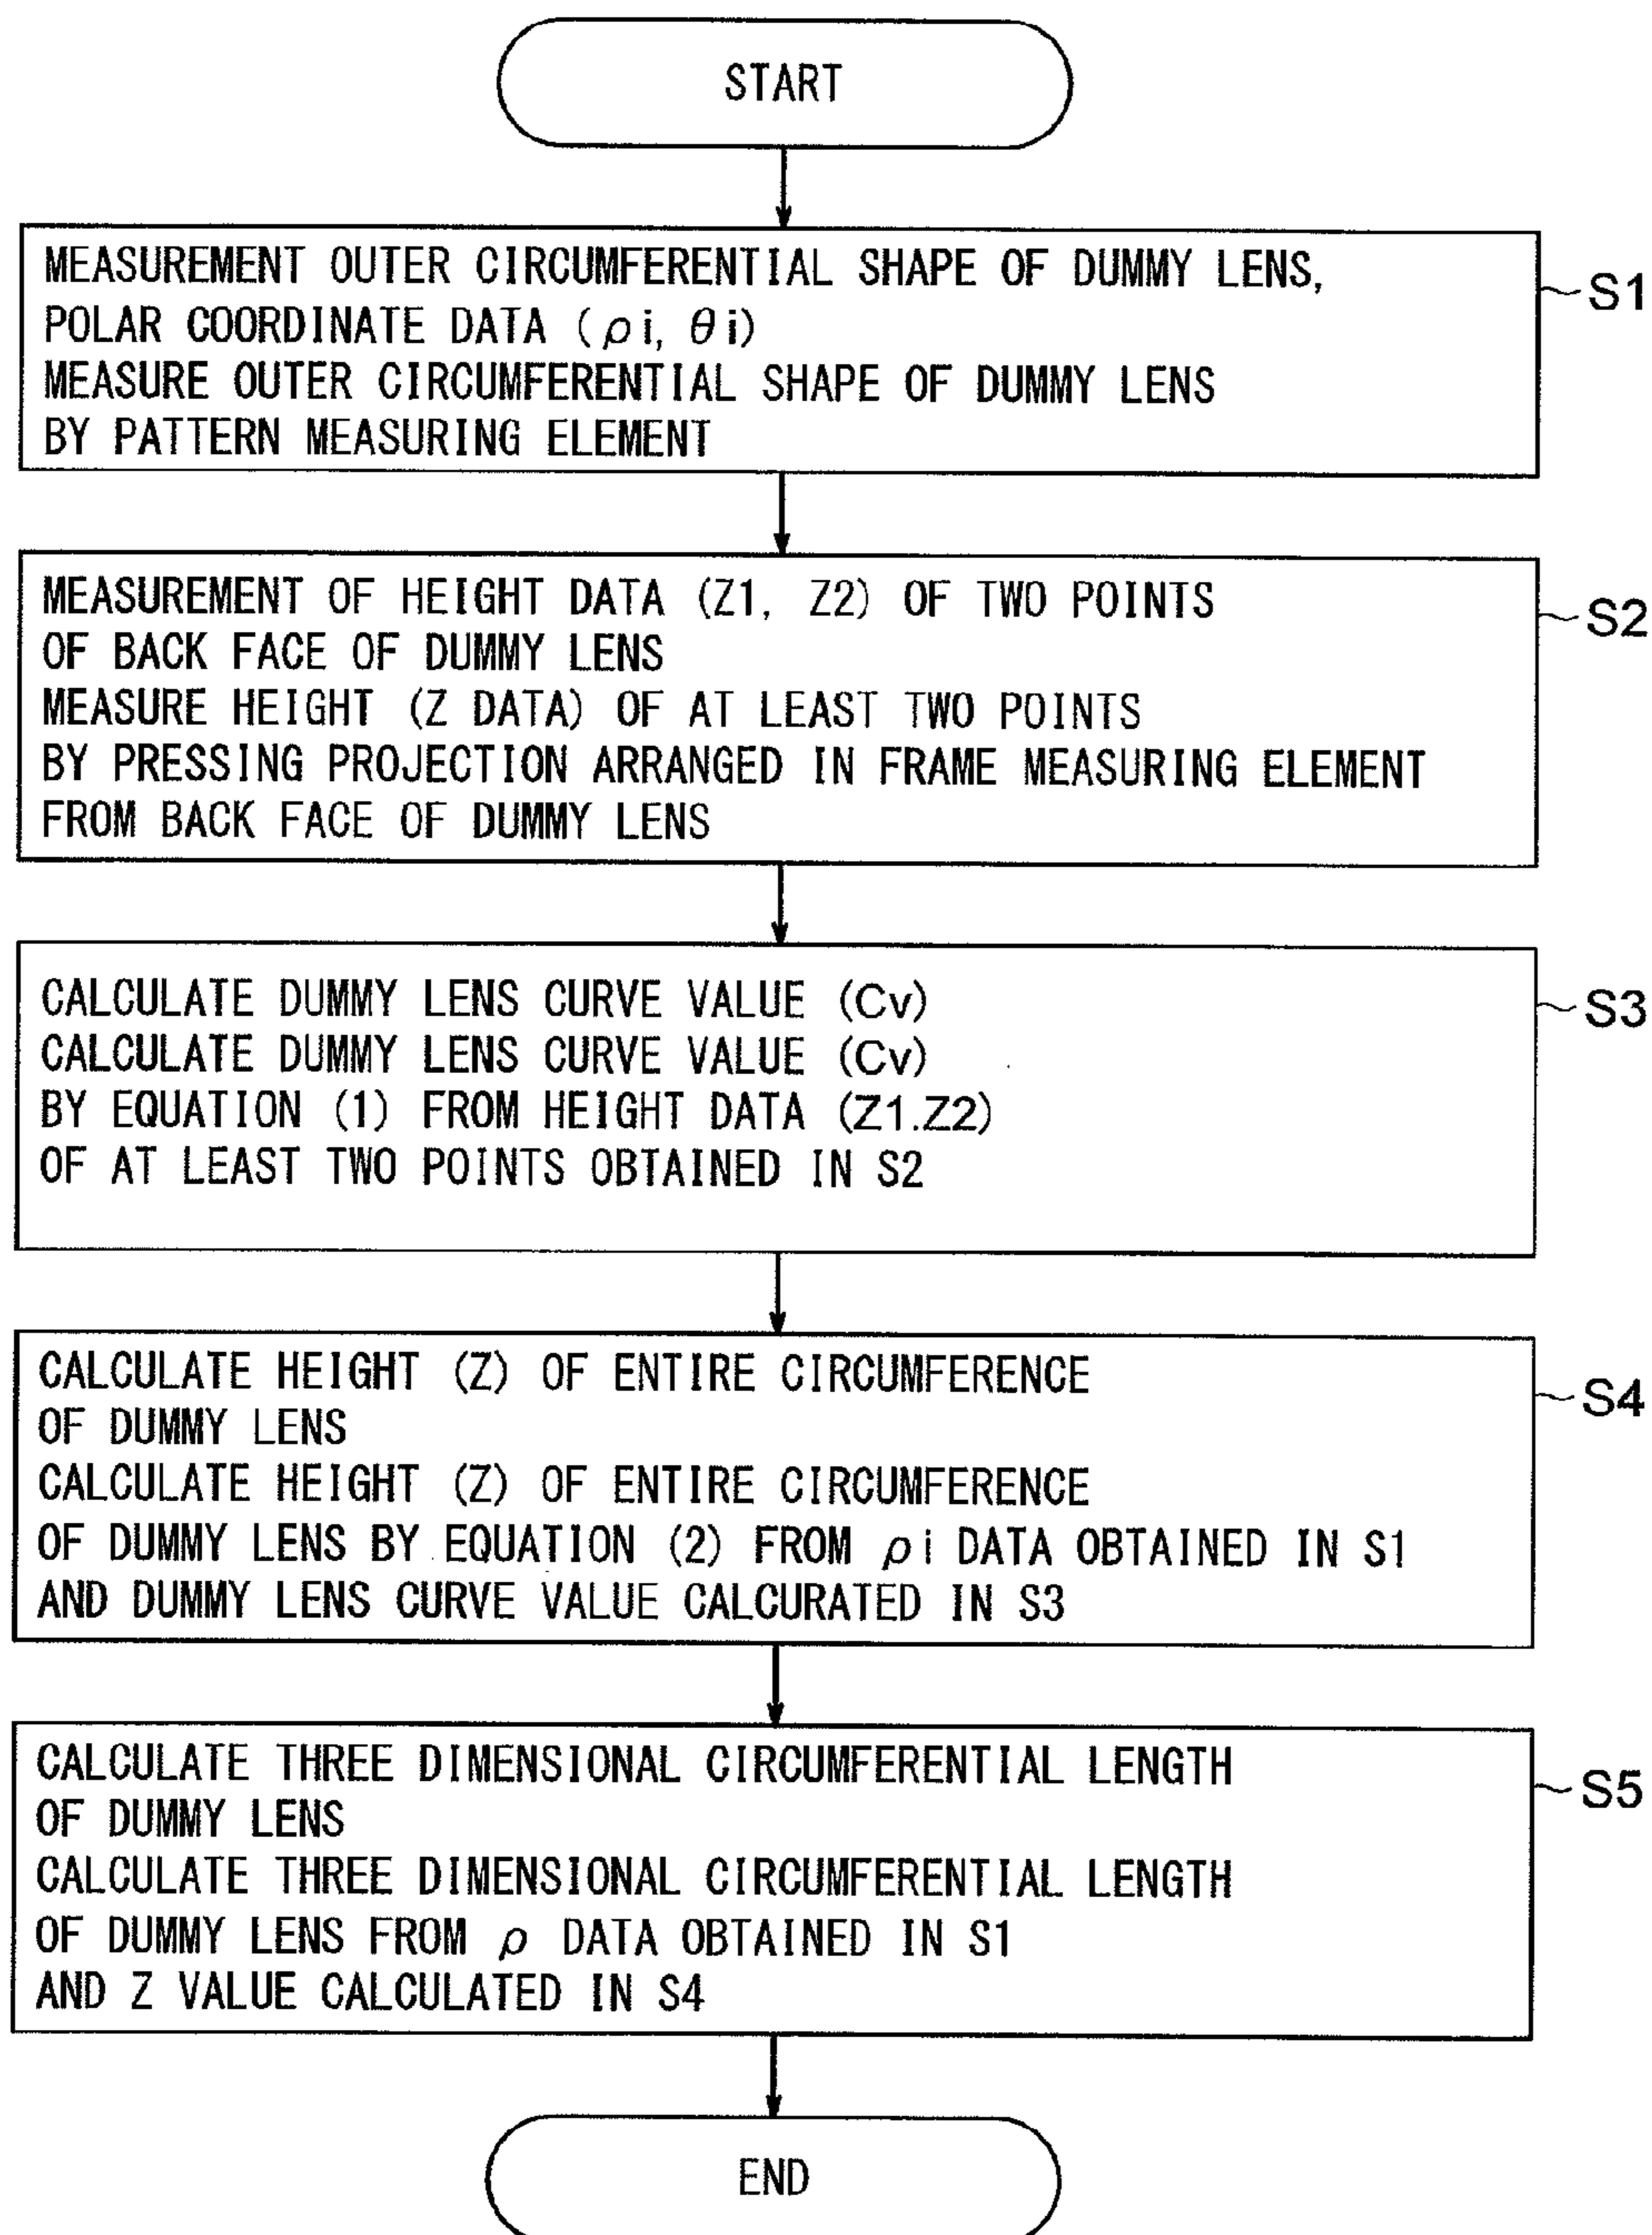 START
MEASUREMENT OUTER CIRCUMFERENTIAL SHAPE OF DUMMY LENS,
POLAR COORDINATE DATA (ρi, θi)
MEASURE OUTER CIRCUMFERENTIAL SHAPE OF DUMMY LENS
BY PATTERN MEASURING ELEMENT
S1
MEASUREMENT OF HEIGHT DATA (Z1, Z2) OF TWO POINTS
OF BACK FACE OF DUMMY LENS
MEASURE HEIGHT (Z DATA) OF AT LEAST TWO POINTS
BY PRESSING PROJECTION ARRANGED IN FRAME MEASURING ELEMENT
FROM BACK FACE OF DUMMY LENS
S2
CALCULATE DUMMY LENS CURVE VALUE (Cv)
CALCULATE DUMMY LENS CURVE VALUE (Cv)
BY EQUATION (1) FROM HEIGHT DATA (Z1.Z2)
OF AT LEAST TWO POINTS OBTAINED IN S2
S3
CALCULATE HEIGHT (Z) OF ENTIRE CIRCUMFERENCE
OF DUMMY LENS
CALCULATE HEIGHT (Z) OF ENTIRE CIRCUMFERENCE
OF DUMMY LENS BY EQUATION (2) FROM ρi DATA OBTAINED IN S1
AND DUMMY LENS CURVE VALUE CALCURATED IN S3
S4
CALCULATE THREE DIMENSIONAL CIRCUMFERENTIAL LENGTH
OF DUMMY LENS
CALCULATE THREE DIMENSIONAL CIRCUMFERENTIAL LENGTH
OF DUMMY LENS FROM ρ DATA OBTAINED IN S1
AND Z VALUE CALCULATED IN S4
S5
END